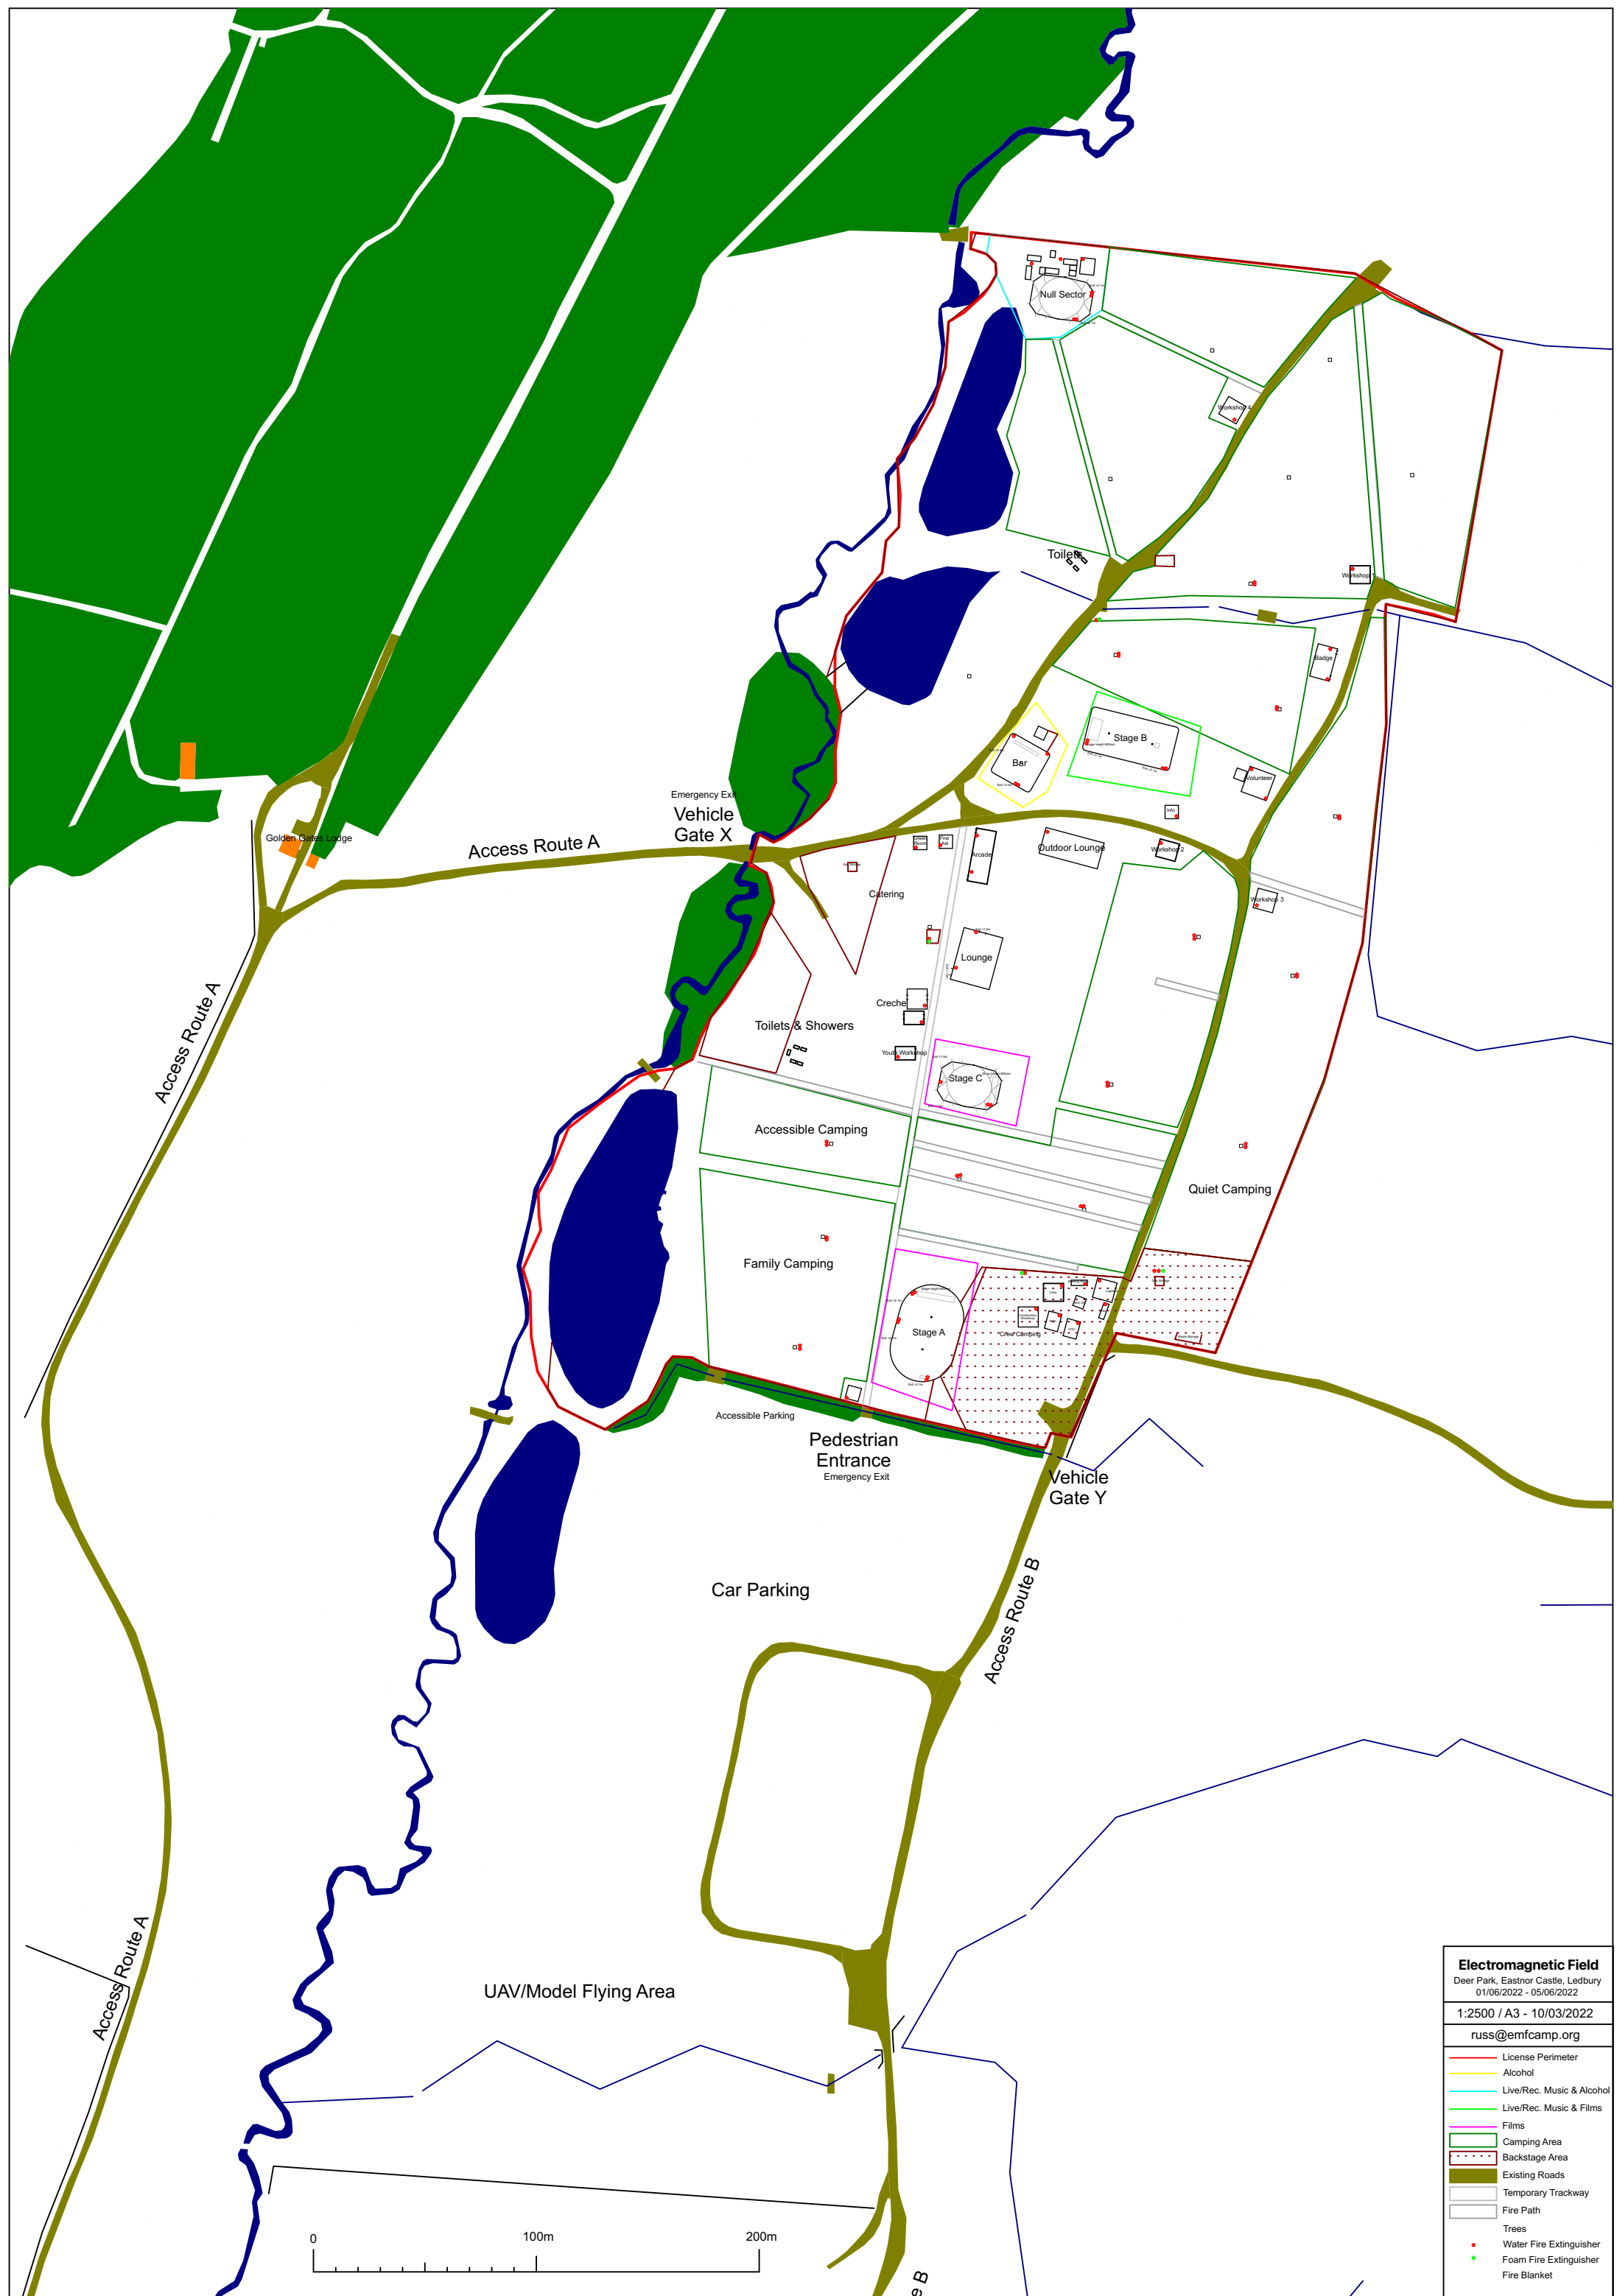 Null Sector
Workshop 4
Toilets
Workshop
Badge
Stage B
Bar
Volunteer
Info
Emergency Exit
Vehicle
Gate X
Golden Gates Lodge
Access Route A
First
Aid
Arcade
Outdoor Lounge
Workshop 2
Catering
Workshop 3
Lounge
Access Route A
Creche
Toilets & Showers
Youth Workshop
Stage C
Accessible Camping
Quiet Camping
Family Camping
Stage A
Crew Camping
Accessible Parking
Pedestrian
Entrance
Emergency Exit
Vehicle
Gate Y
Car Parking
Access Route B
Access Route A
UAV/Model Flying Area
Electromagnetic Field
Deer Park, Eastnor Castle, Ledbury
01/06/2022 - 05/06/2022
1:2500 / A3 - 10/03/2022
russ@emfcamp.org
License Perimeter
Alcohol
Live/Rec. Music & Alcohol
Live/Rec. Music & Films
Films
Camping Area
Backstage Area
Existing Roads
Temporary Trackway
Fire Path
Trees
Water Fire Extinguisher
Foam Fire Extinguisher
Fire Blanket
0
100m
200m
e B